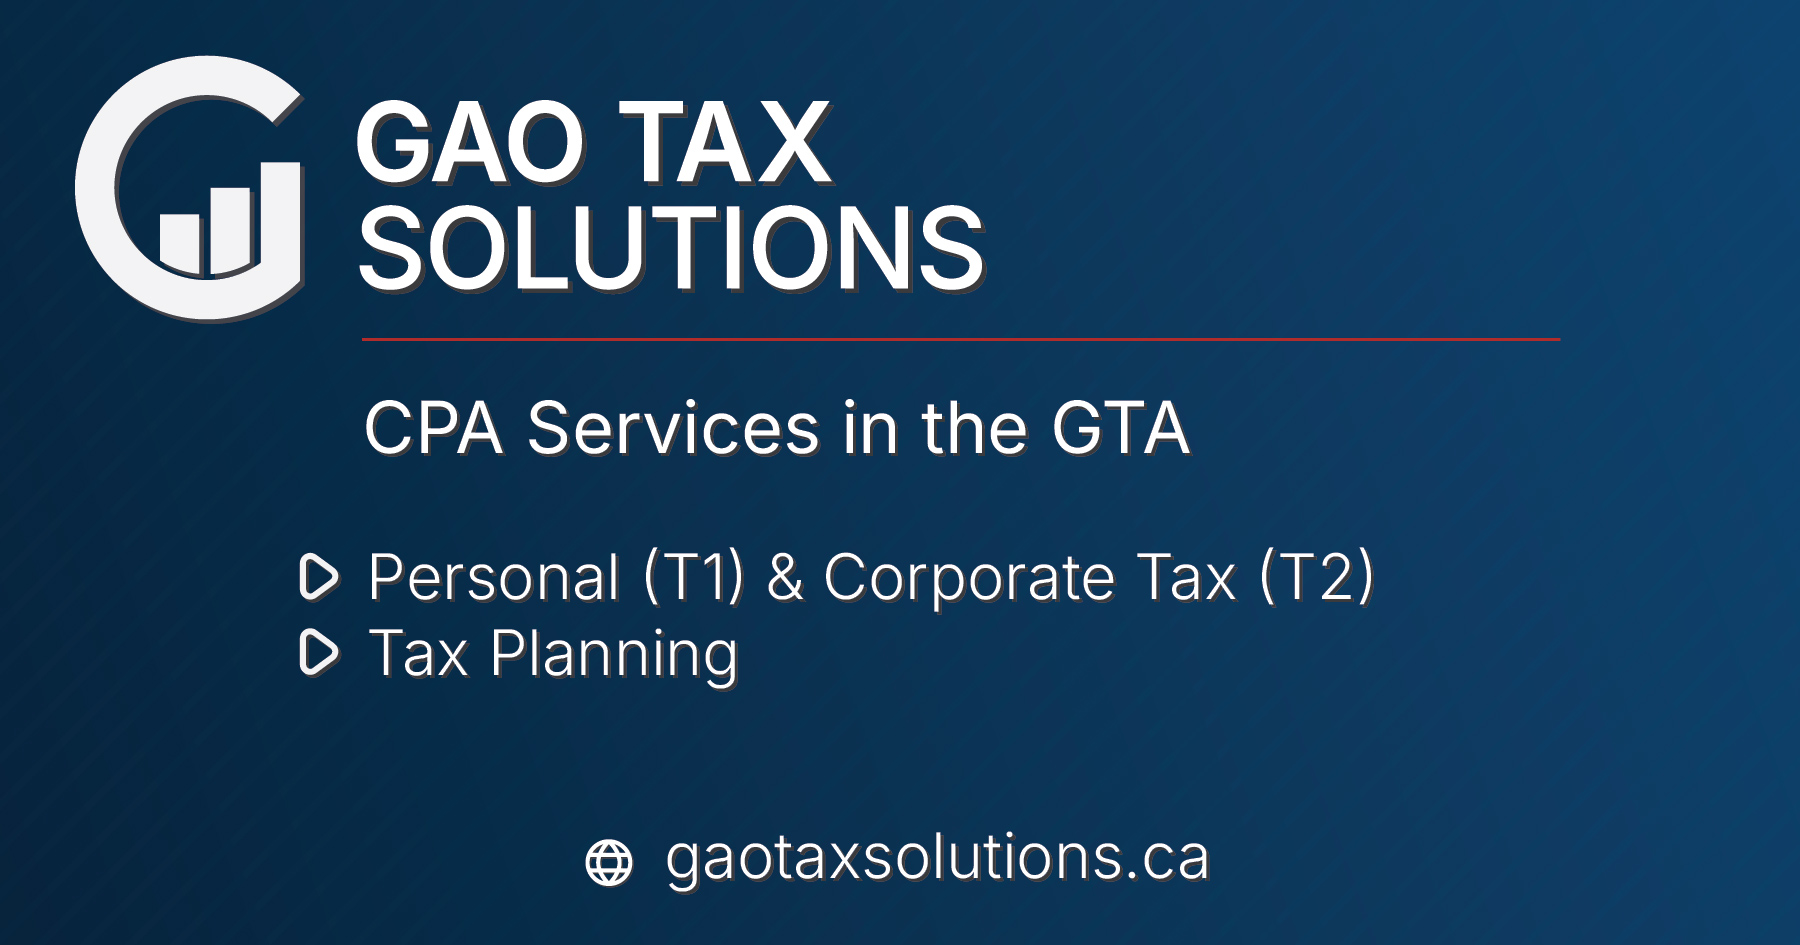 GAO TAX
SOLUTIONS
CPA Services in the GTA
Personal (T1) & Corporate Tax (T2)
Tax Planning
gaotaxsolutions.ca